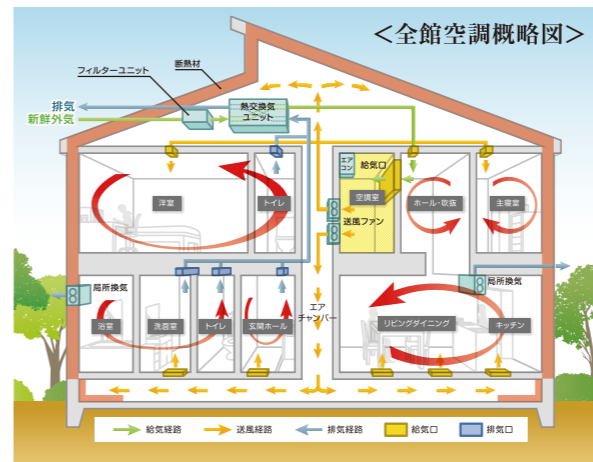 ＜全館空調概略図＞
断熱材
フィルターユニット
排気
新鮮外気
熱交換気
ユニット
エア
コン
給気口
空調室
送風ファン
洋室
トイレ
ホール・吹抜
主寝室
局所換気
局所換気
エア
チャンバー
浴室
洗面室
トイレ
玄関ホール
リビングダイニング
キッチン
給気経路
送風経路
排気経路
給気口
排気口